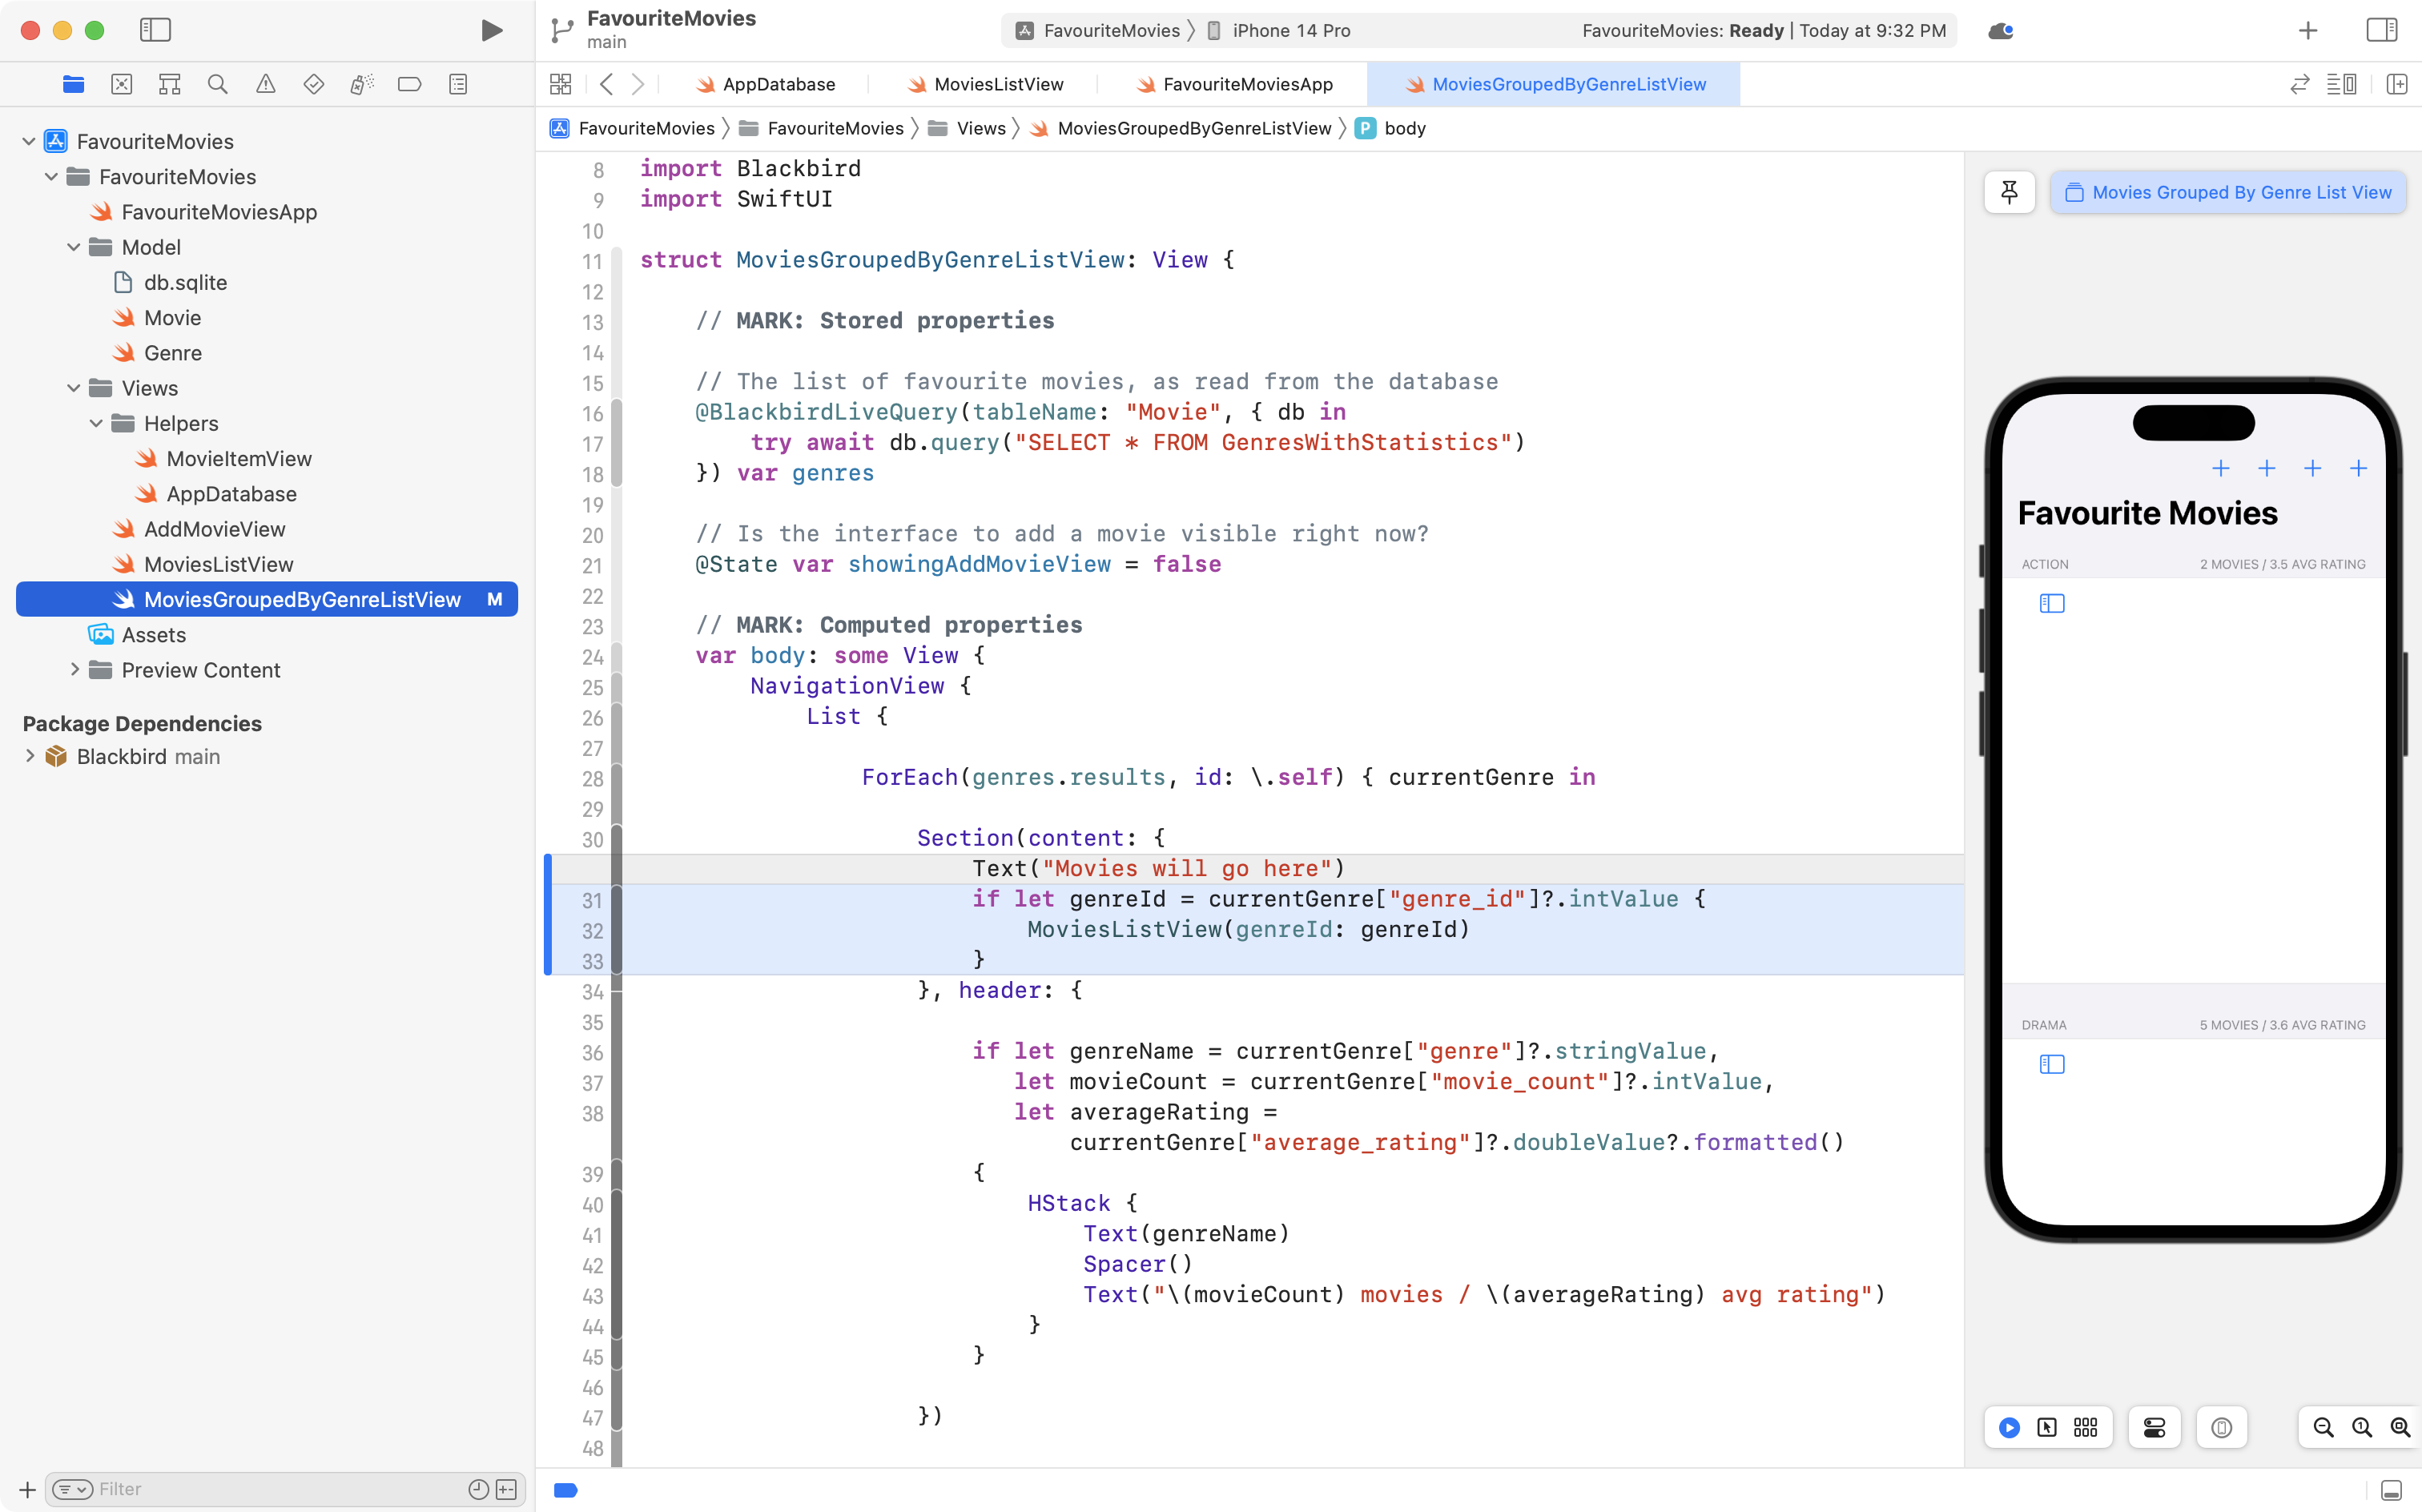 FavouriteMovies
main
FavouriteMovies
iPhone 14 Pro
FavouriteMovies: Ready | Today at 9:32 PM
AppDatabase
MoviesListView
FavouriteMoviesApp
MoviesGroupedByGenreListView
FavouriteMovies
FavouriteMovies
Views
MoviesGroupedByGenreListView
P
body
FavouriteMovies
FavouriteMovies
FavouriteMoviesApp
Model
db.sqlite
Movie
Genre
Views
Helpers
MovieItemView
AppDatabase
AddMovieView
MoviesListView
MoviesGroupedByGenreListView M
Assets
Preview Content
Package Dependencies
Blackbird main
Filter
8 import Blackbird
9 import SwiftUI
10
11 struct MoviesGroupedByGenreListView: View {
12
13 // MARK: Stored properties
14
15 // The list of favourite movies, as read from the database
16 @BlackbirdLiveQuery(tableName: "Movie", { db in
17 try await db.query("SELECT * FROM GenresWithStatistics")
18 }) var genres
19
20 // Is the interface to add a movie visible right now?
21 @State var showingAddMovieView = false
22
23 // MARK: Computed properties
24 var body: some View {
25 NavigationView {
26 List {
27
28 ForEach(genres.results, id: \.self) { currentGenre in
29
30 Section(content: {
Text("Movies will go here")
31 if let genreId = currentGenre["genre_id"]?.intValue {
32 MoviesListView(genreId: genreId)
33 }
34 }, header: {
35
36 if let genreName = currentGenre["genre"]?.stringValue,
37 let movieCount = currentGenre["movie_count"]?.intValue,
38 let averageRating =
currentGenre["average_rating"]?.doubleValue?.formatted()
39 {
40 HStack {
41 Text(genreName)
42 Spacer()
43 Text("\(movieCount) movies / \(averageRating) avg rating")
44 }
45 }
46
47 })
48
Movies Grouped By Genre List View
Favourite Movies
ACTION 2 MOVIES / 3.5 AVG RATING
DRAMA 5 MOVIES / 3.6 AVG RATING